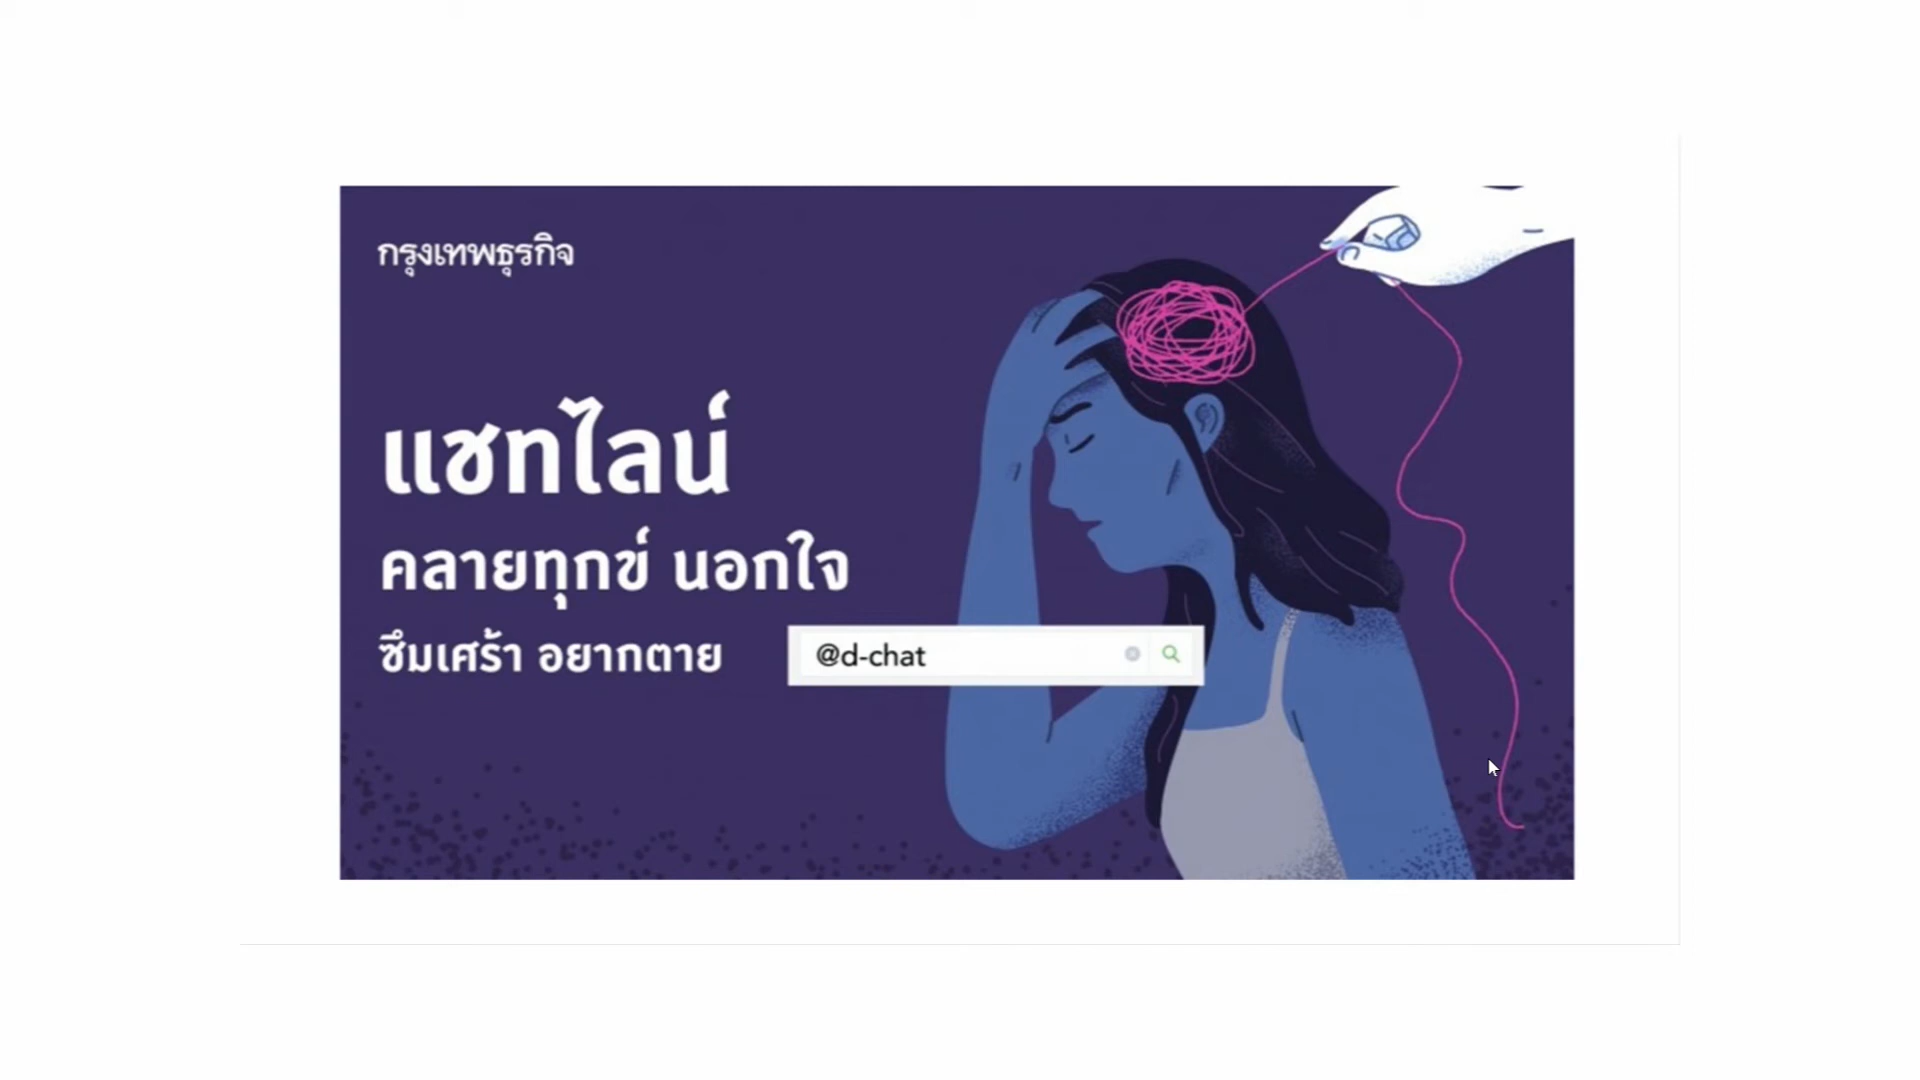 กรุงเทพธุรกิจ
แชทไลน์
คลายทุกข์ นอกใจ
ซึมเศร้า อยากตาย
@d-chat